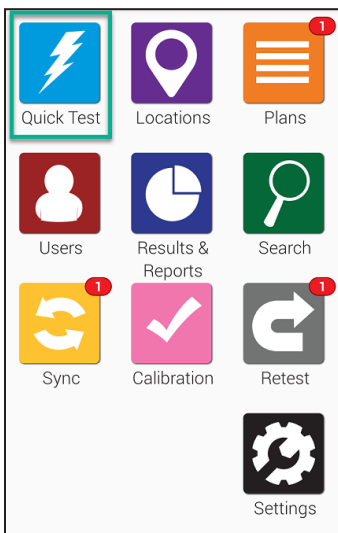 1
Quick Test
Locations
Plans
Users
Results &
Reports
Search
1
1
Sync
Calibration
Retest
Settings